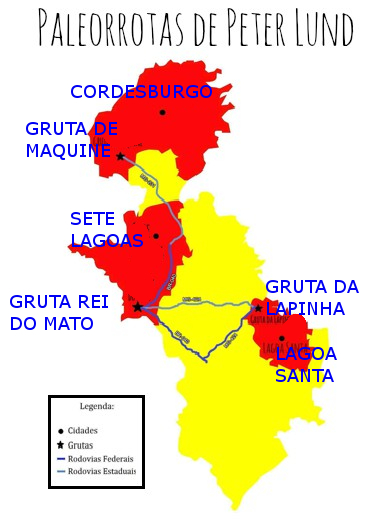 PALEORROTAS DE PETER LUND
CORDESBURGO
GRUTA DE
MAQUINE
SETE
LAGOAS
GRUTA REI
DO MATO
GRUTA DA
LAPINHA
LAGOA
SANTA
Legenda:
Cidades
Grutas
Rodovias Federais
Rodovias Estaduais